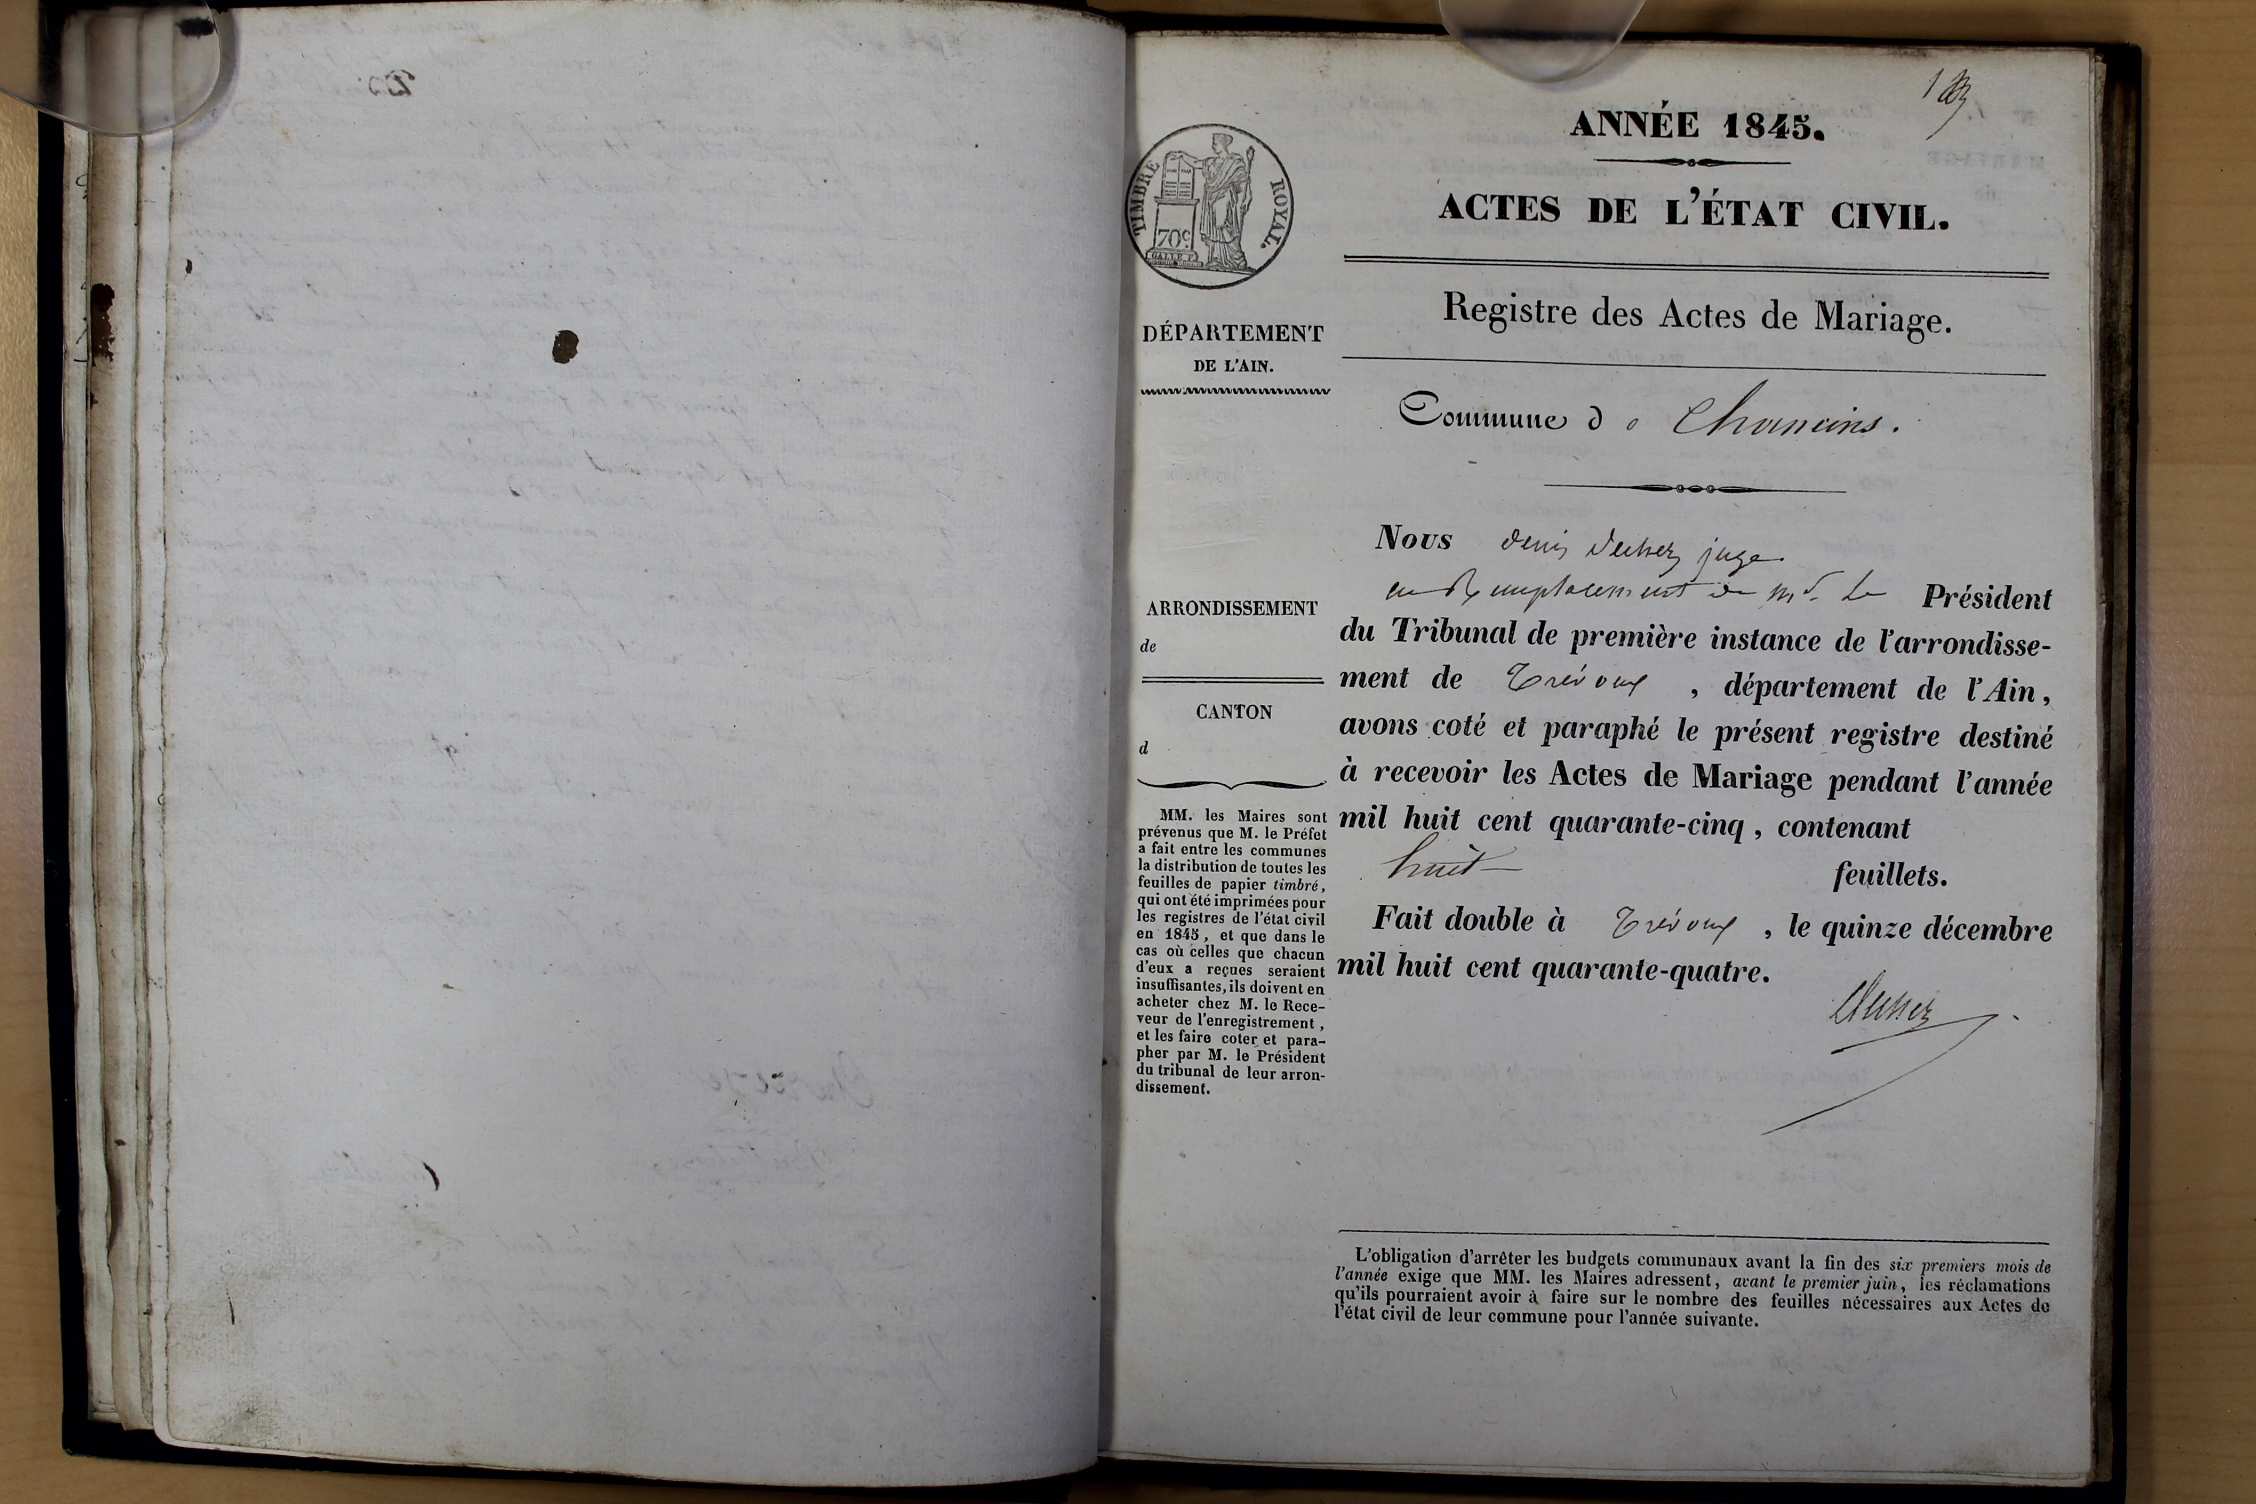 ANNÉE 1845.
ACTES DE L'ÉTAT CIVIL.
Registre des Actes de Mariage.
Commune de Chaneins.
TIMBRE ROYAL.
70c
DÉPARTEMENT
DE L'AIN.
ARRONDISSEMENT
de
CANTON
d
MM. les Maires sont
prévenus que M. le Préfet
a fait entre les communes
la distribution de toutes les
feuilles de papier timbré,
qui ont été imprimées pour
les registres de l'état civil
en 1845, et que dans le
cas où celles que chacun
d'eux a reçues seraient
insuffisantes, ils doivent en
acheter chez M. le Rece-
veur de l'enregistrement,
et les faire coter et para-
pher par M. le Président
du tribunal de leur arron-
dissement.
Nous denis juge
en Remplacement de mr. Le Président
du Tribunal de première instance de l'arrondisse-
ment de Trévoux, département de l'Ain,
avons coté et paraphé le présent registre destiné
à recevoir les Actes de Mariage pendant l'année
mil huit cent quarante-cinq, contenant
huit feuillets.
Fait double à Trévoux, le quinze décembre
mil huit cent quarante-quatre.
L'obligation d'arrêter les budgets communaux avant la fin des six premiers mois de
l'année exige que MM. les Maires adressent, avant le premier juin, les réclamations
qu'ils pourraient avoir à faire sur le nombre des feuilles nécessaires aux Actes de
l'état civil de leur commune pour l'année suivante.